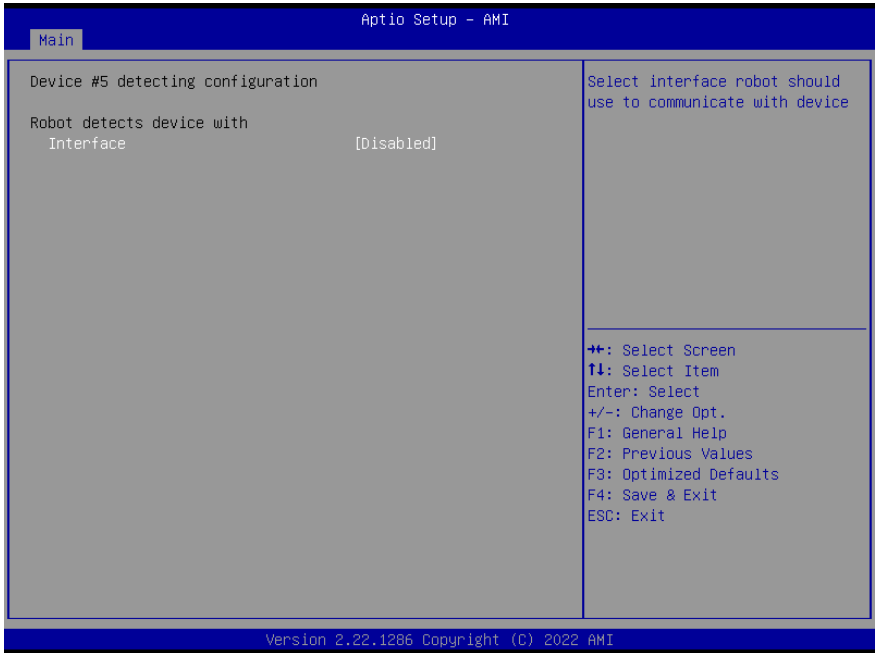 Aptio Setup – AMI
Main
Device #5 detecting configuration
Robot detects device with
Interface [Disabled]
Select interface robot should
use to communicate with device
→←: Select Screen
↑↓: Select Item
Enter: Select
+/-: Change Opt.
F1: General Help
F2: Previous Values
F3: Optimized Defaults
F4: Save & Exit
ESC: Exit
Version 2.22.1286 Copyright (C) 2022 AMI